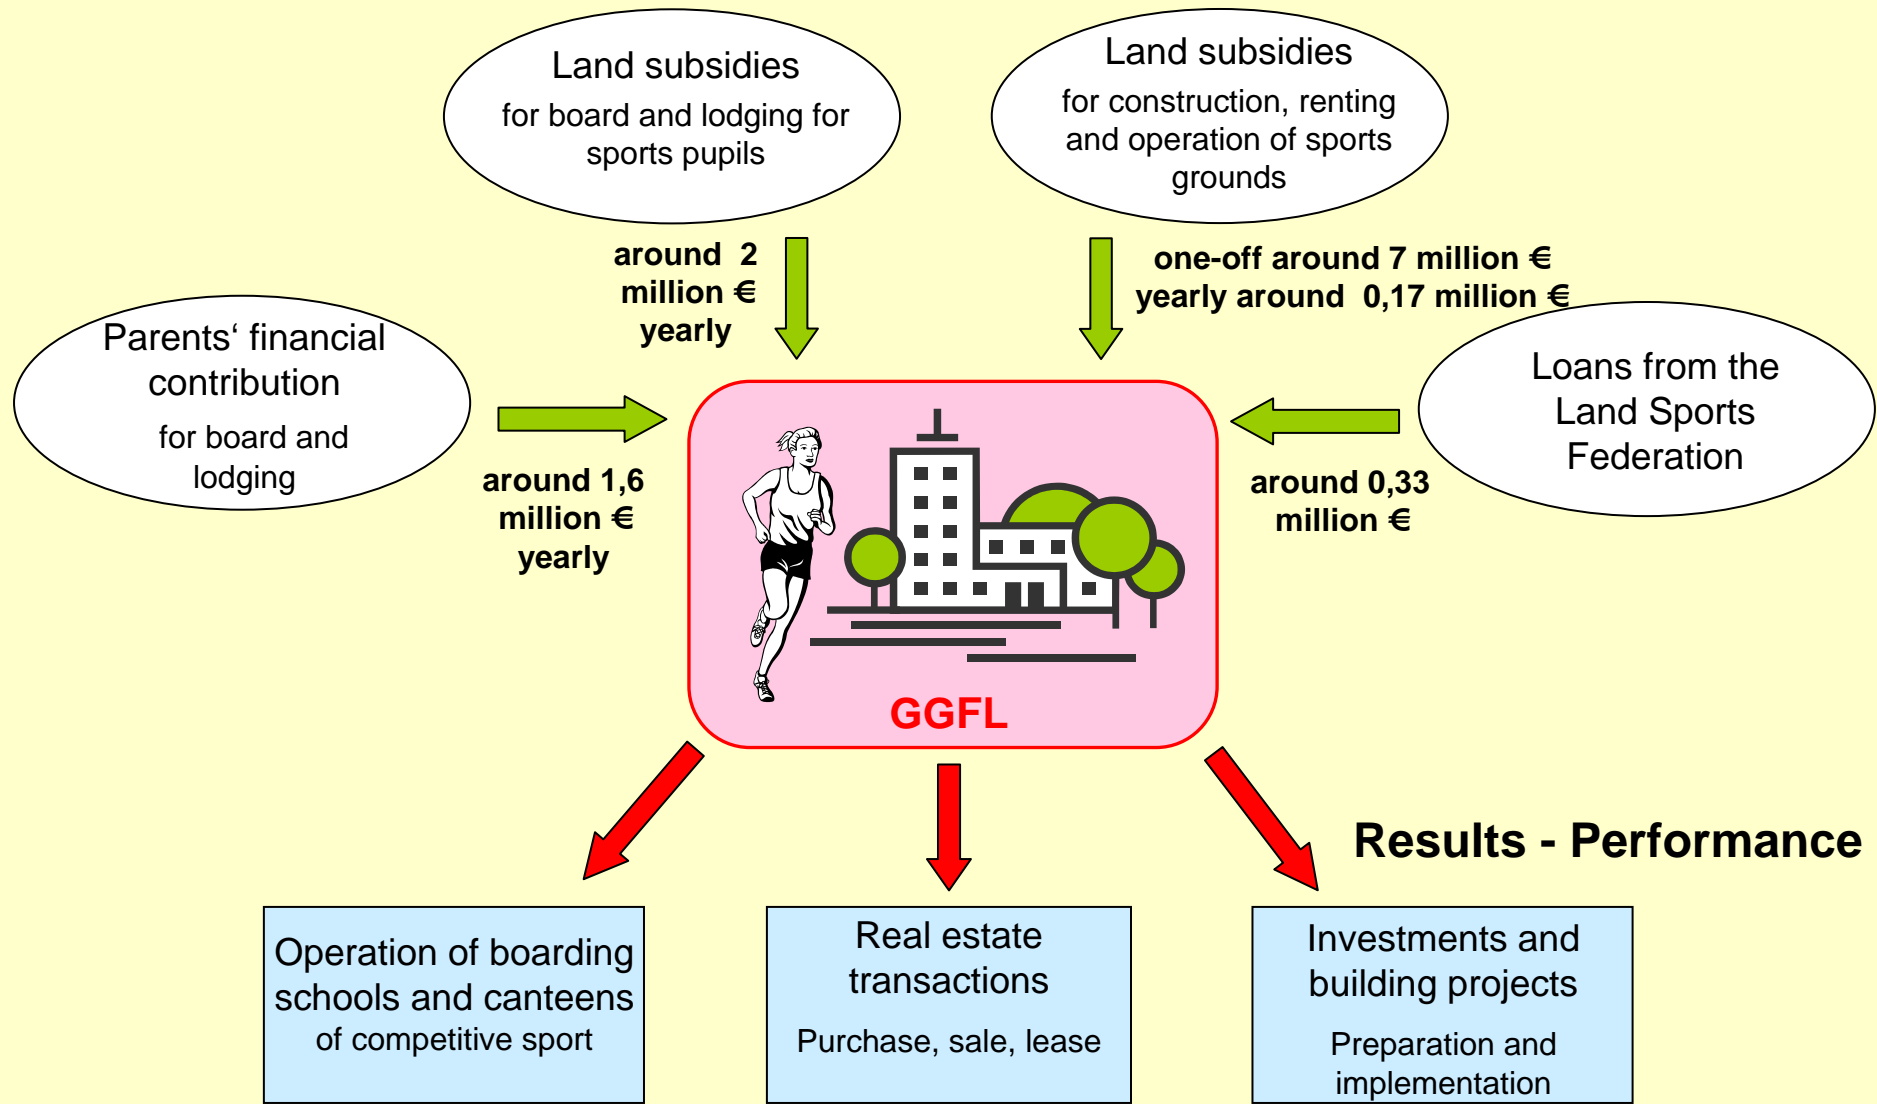 Land subsidies
for board and lodging for
sports pupils
Land subsidies
for construction, renting
and operation of sports
grounds
around  2
million €
yearly
one-off around 7 million €
yearly around  0,17 million €
Parents‘ financial
contribution
for board and
lodging
around 1,6
million €
yearly
Loans from the
Land Sports
Federation
around 0,33
million €
GGFL
Results - Performance
Operation of boarding
schools and canteens
of competitive sport
Real estate
transactions
Purchase, sale, lease
Investments and
building projects
Preparation and
implementation